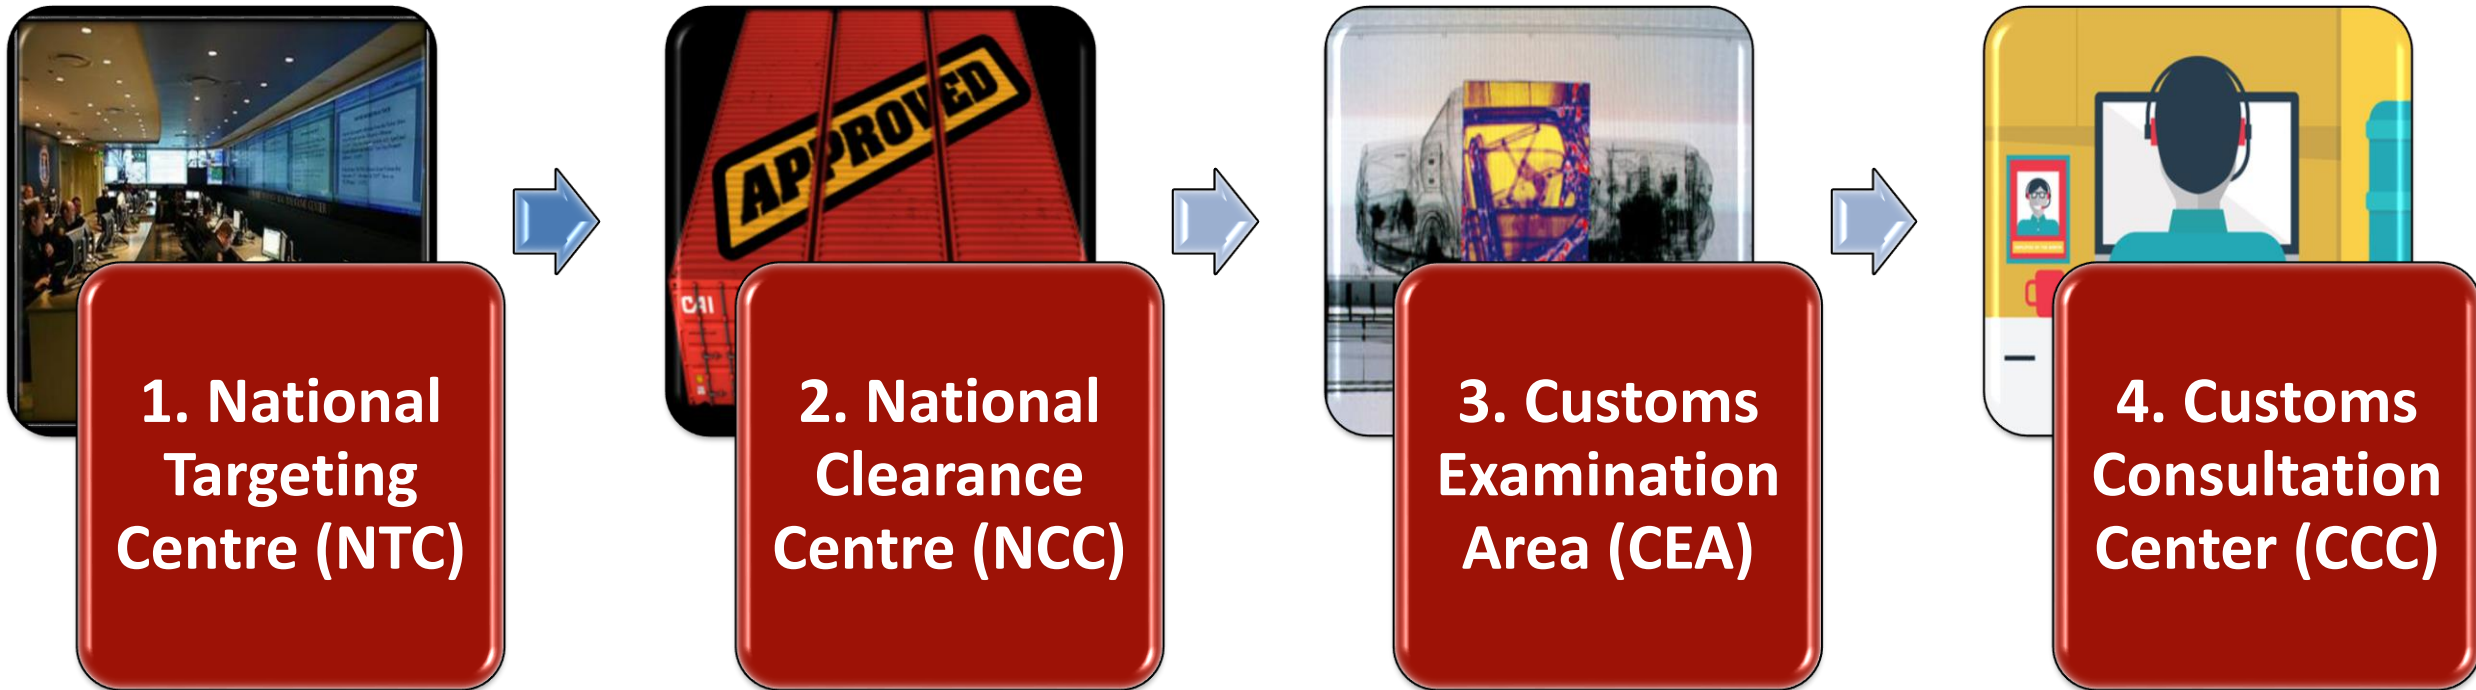 APPROVED
CAI
1. National
Targeting
Centre (NTC)
2. National
Clearance
Centre (NCC)
3. Customs
Examination
Area (CEA)
4. Customs
Consultation
Center (CCC)